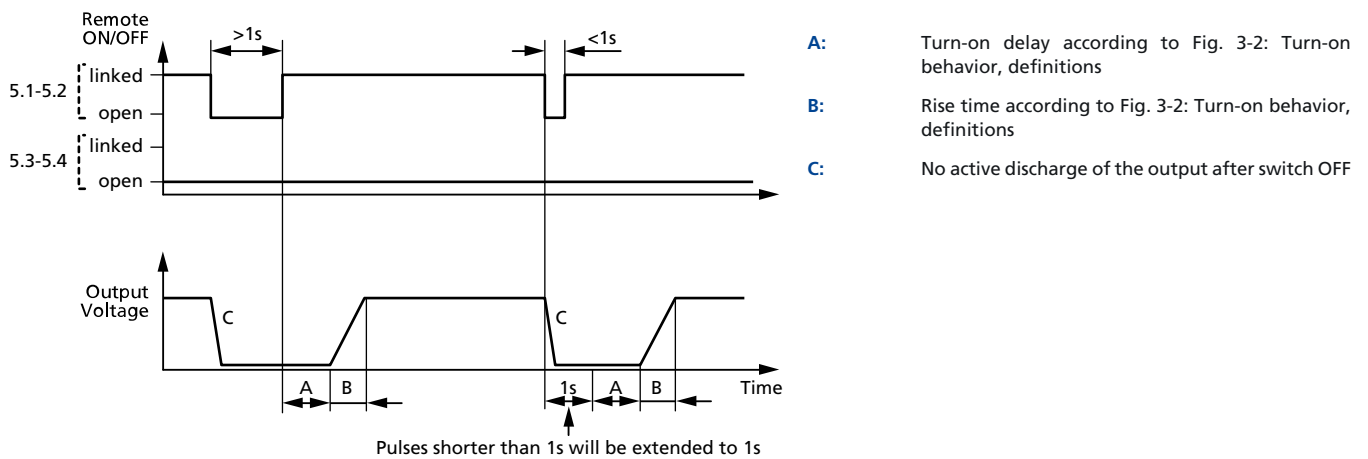 Remote
ON/OFF
>1s
<1s
5.1-5.2
linked
open
5.3-5.4
linked
open
Output
Voltage
C
C
A
B
1s
A
B
Time
Pulses shorter than 1s will be extended to 1s
A: Turn-on delay according to Fig. 3-2: Turn-on
behavior, definitions
B: Rise time according to Fig. 3-2: Turn-on behavior,
definitions
C: No active discharge of the output after switch OFF